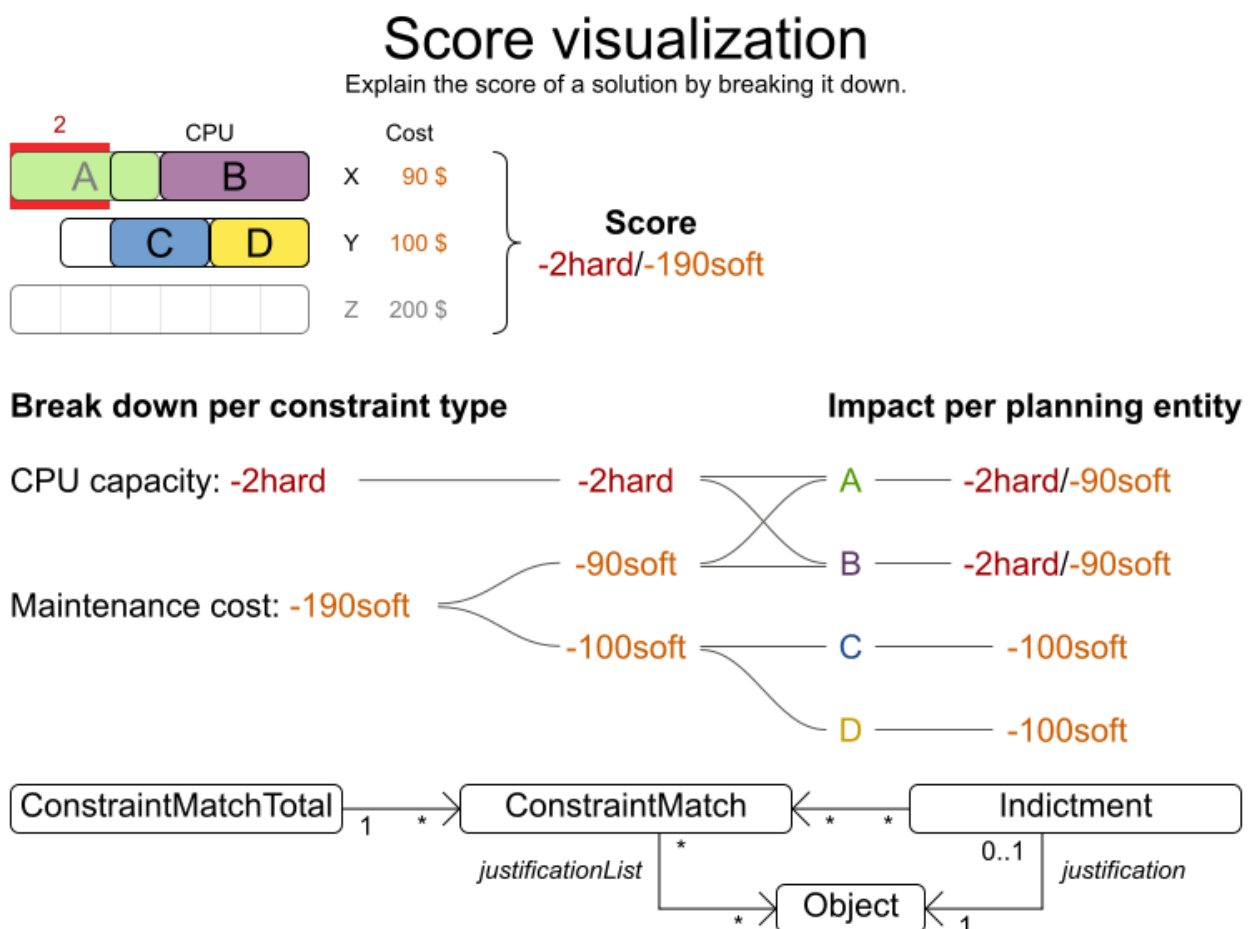 Score visualization
Explain the score of a solution by breaking it down.
2 CPU Cost
A B X 90 $
C D Y 100 $
Z 200 $
Score
-2hard/-190soft
Break down per constraint type Impact per planning entity
CPU capacity: -2hard -2hard A -2hard/-90soft
-90soft B -2hard/-90soft
Maintenance cost: -190soft
-100soft C -100soft
D -100soft
ConstraintMatchTotal ConstraintMatch Indictment
1 * * *
* 0..1
justificationList justification
Object
* 1